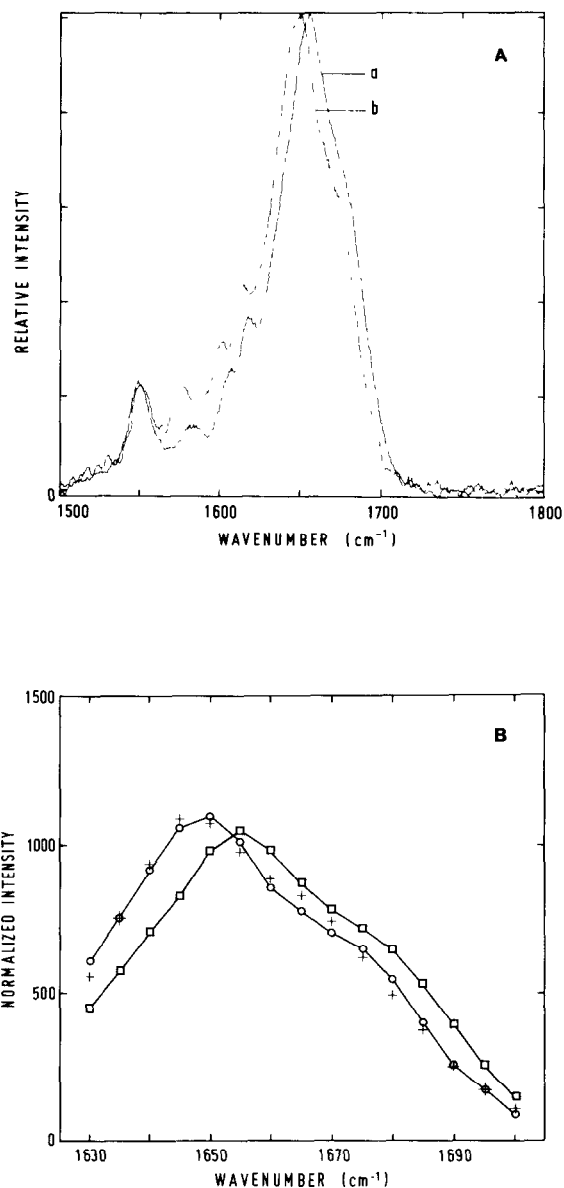 A
a
b
RELATIVE INTENSITY
0
1500
1600
1700
1800
WAVENUMBER (cm⁻¹)
B
1500
1000
500
0
NORMALIZED INTENSITY
1630
1650
1670
1690
WAVENUMBER (cm⁻¹)